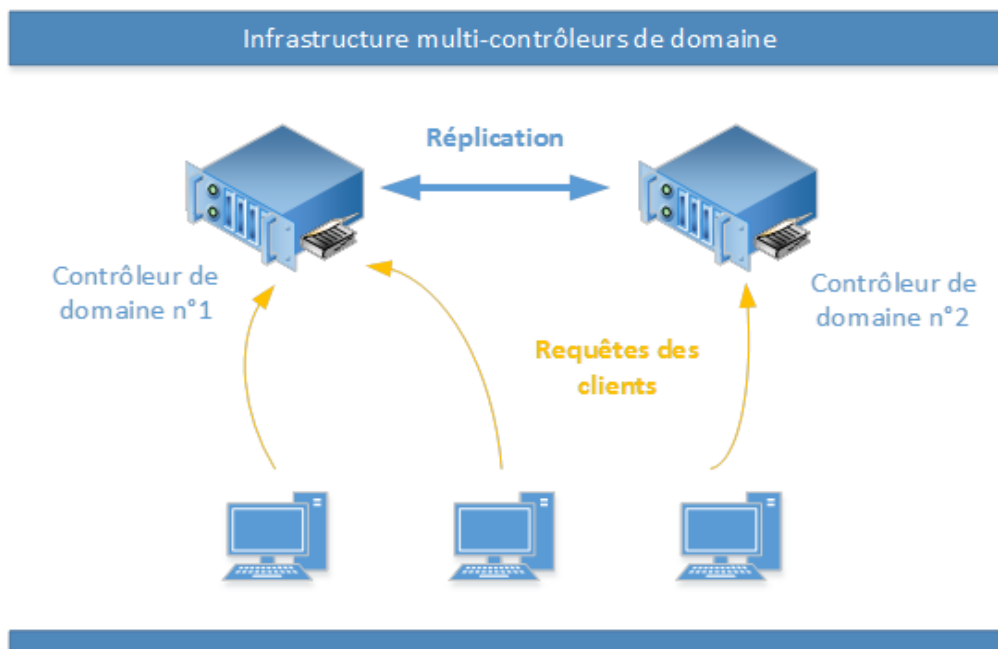 Infrastructure multi-contrôleurs de domaine
Réplication
Contrôleur de
domaine n°1
Contrôleur de
domaine n°2
Requêtes des
clients